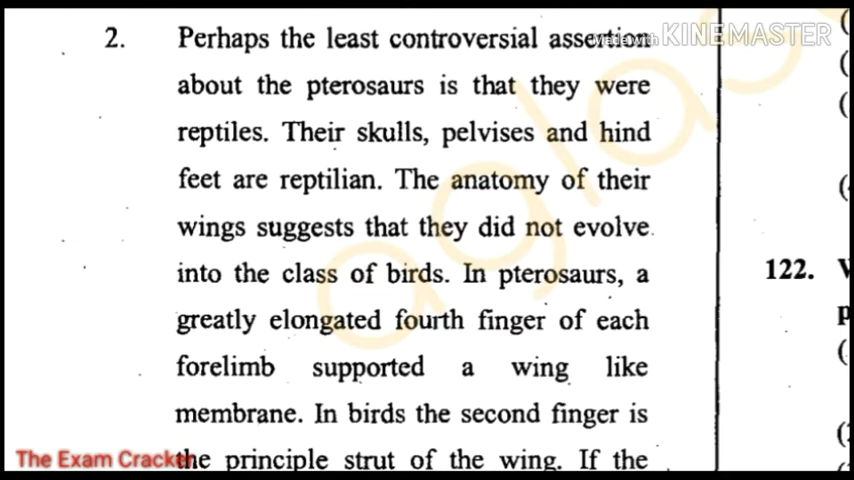 2. Perhaps the least controversial assertion
about the pterosaurs is that they were
reptiles. Their skulls, pelvises and hind
feet are reptilian. The anatomy of their
wings suggests that they did not evolve
into the class of birds. In pterosaurs, a
greatly elongated fourth finger of each
forelimb supported a wing like
membrane. In birds the second finger is
the principle strut of the wing. If the
122.
Made with KINEMASTER
The Exam Cracker